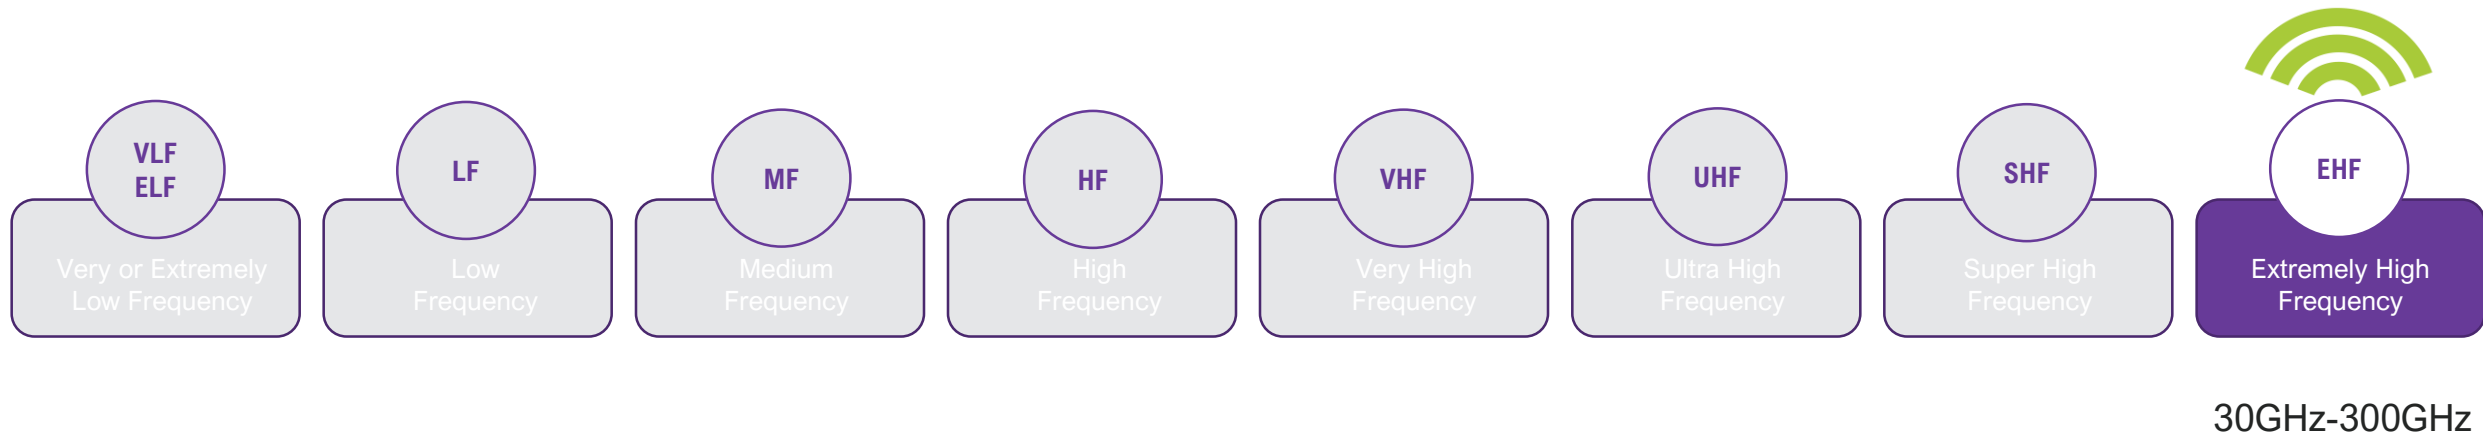 VLF
ELF
Very or Extremely
Low Frequency
LF
Low
Frequency
MF
Medium
Frequency
HF
High
Frequency
VHF
Very High
Frequency
UHF
Ultra High
Frequency
SHF
Super High
Frequency
EHF
Extremely High
Frequency
30GHz-300GHz